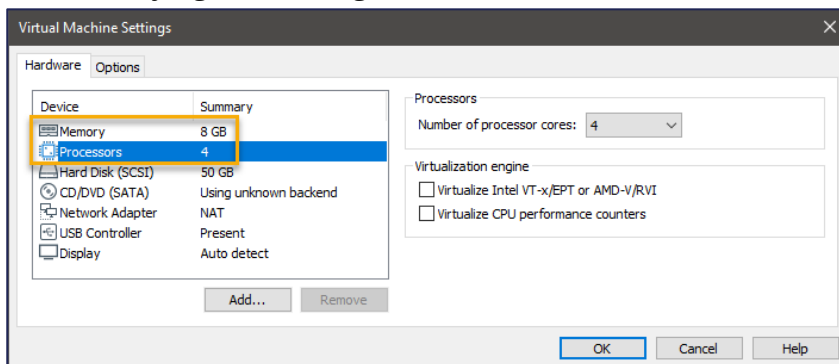 Virtual Machine Settings
Hardware Options
Device Summary
Memory 8 GB
Processors 4
Hard Disk (SCSI) 50 GB
CD/DVD (SATA) Using unknown backend
Network Adapter NAT
USB Controller Present
Display Auto detect
Add... Remove
Processors
Number of processor cores: 4
Virtualization engine
Virtualize Intel VT-x/EPT or AMD-V/RVI
Virtualize CPU performance counters
OK Cancel Help